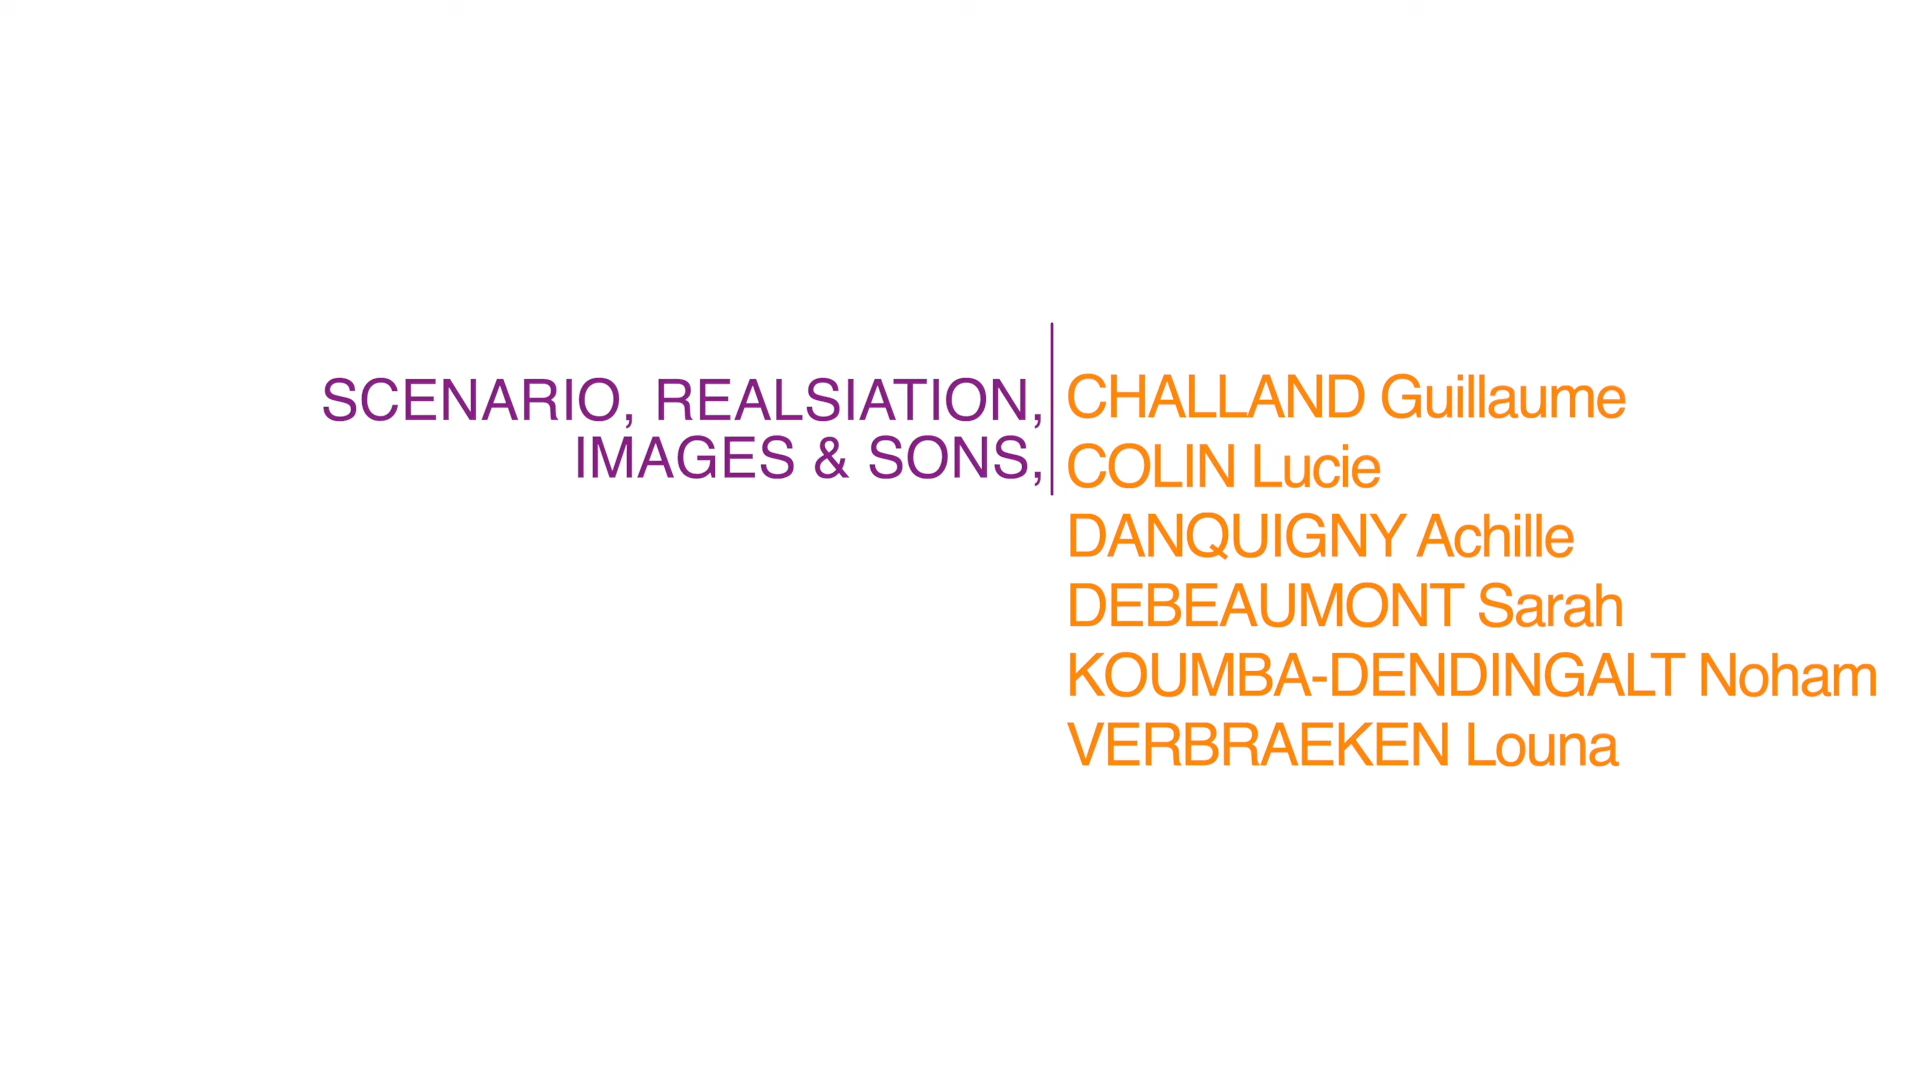 SCENARIO, REALSIATION,
IMAGES & SONS,
CHALLAND Guillaume
COLIN Lucie
DANQUIGNY Achille
DEBEAUMONT Sarah
KOUMBA-DENDINGALT Noham
VERBRAEKEN Louna